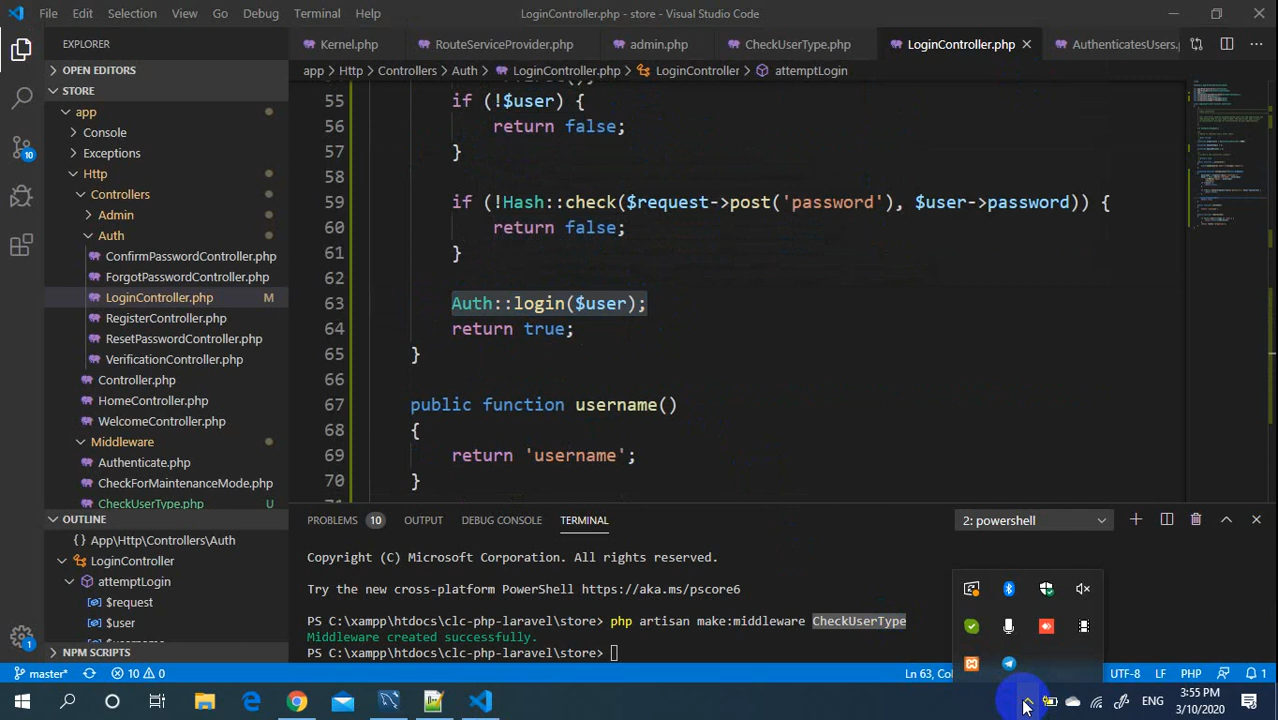 File Edit Selection View Go Debug Terminal Help LoginController.php - store - Visual Studio Code
EXPLORER
Kernel.php RouteServiceProvider.php admin.php CheckUserType.php LoginController.php AuthenticatesUsers.
app > Http > Controllers > Auth > LoginController.php > LoginController > attemptLogin
OPEN EDITORS
STORE
app
Console
Exceptions
Http
Controllers
Admin
Auth
ConfirmPasswordController.php
ForgotPasswordController.php
LoginController.php M
RegisterController.php
ResetPasswordController.php
VerificationController.php
Controller.php
HomeController.php
WelcomeController.php
Middleware
Authenticate.php
CheckForMaintenanceMode.php
CheckUserType.php U
OUTLINE
App\Http\Controllers\Auth
LoginController
attemptLogin
$request
$user
NPM SCRIPTS
55 if (!$user) {
56 return false;
57 }
58
59 if (!Hash::check($request->post('password'), $user->password)) {
60 return false;
61 }
62
63 Auth::login($user);
64 return true;
65 }
66
67 public function username()
68 {
69 return 'username';
70 }
PROBLEMS 10 OUTPUT DEBUG CONSOLE TERMINAL 2: powershell
Copyright (C) Microsoft Corporation. All rights reserved.
Try the new cross-platform PowerShell https://aka.ms/pscore6
PS C:\xampp\htdocs\clc-php-laravel\store> php artisan make:middleware CheckUserType
Middleware created successfully.
PS C:\xampp\htdocs\clc-php-laravel\store>
10
1
master* 10 0 Ln 63, UTF-8 LF PHP 1
ENG 3:55 PM
3/10/2020